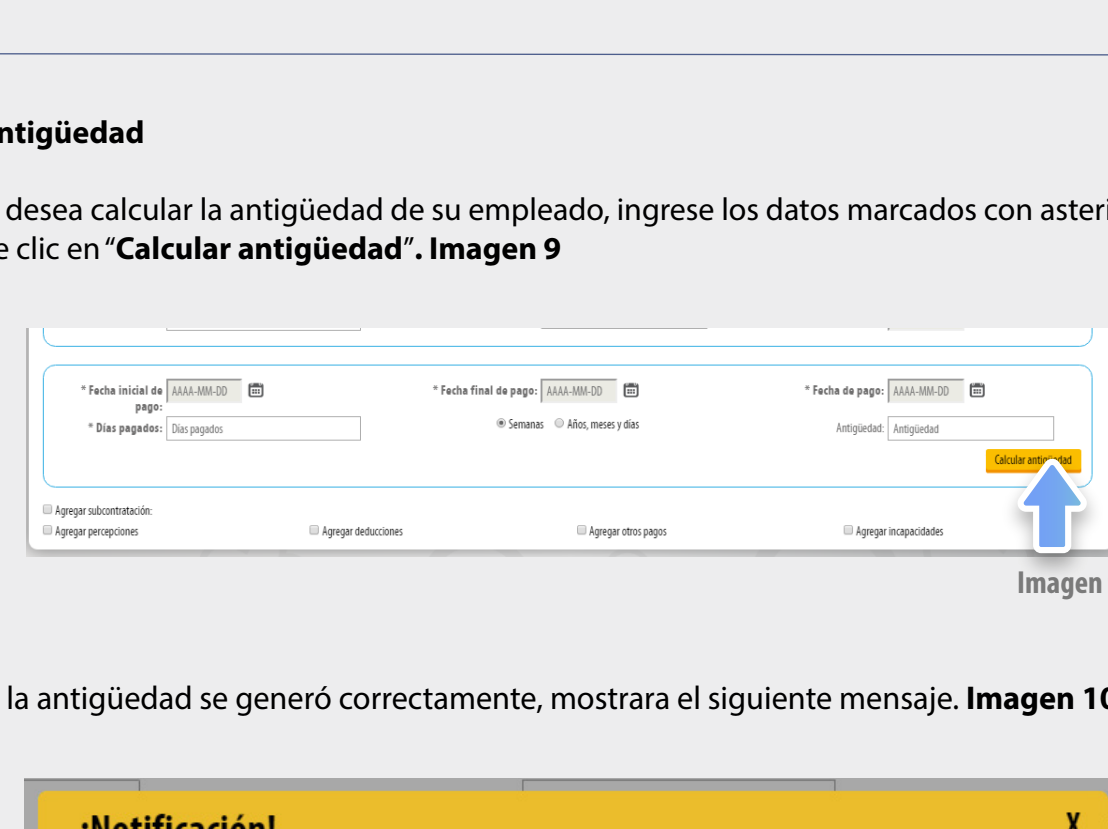 ntigüedad
desea calcular la antigüedad de su empleado, ingrese los datos marcados con asteri
e clic en “Calcular antigüedad”. Imagen 9
* Fecha inicial de pago: AAAA-MM-DD * Fecha final de pago: AAAA-MM-DD * Fecha de pago: AAAA-MM-DD
* Días pagados: Días pagados Semanas Años, meses y días Antigüedad: Antigüedad
Calcular antigüedad
Agregar subcontratación:
Agregar percepciones Agregar deducciones Agregar otros pagos Agregar incapacidades
Imagen
la antigüedad se generó correctamente, mostrara el siguiente mensaje. Imagen 10
¡Notificación! X